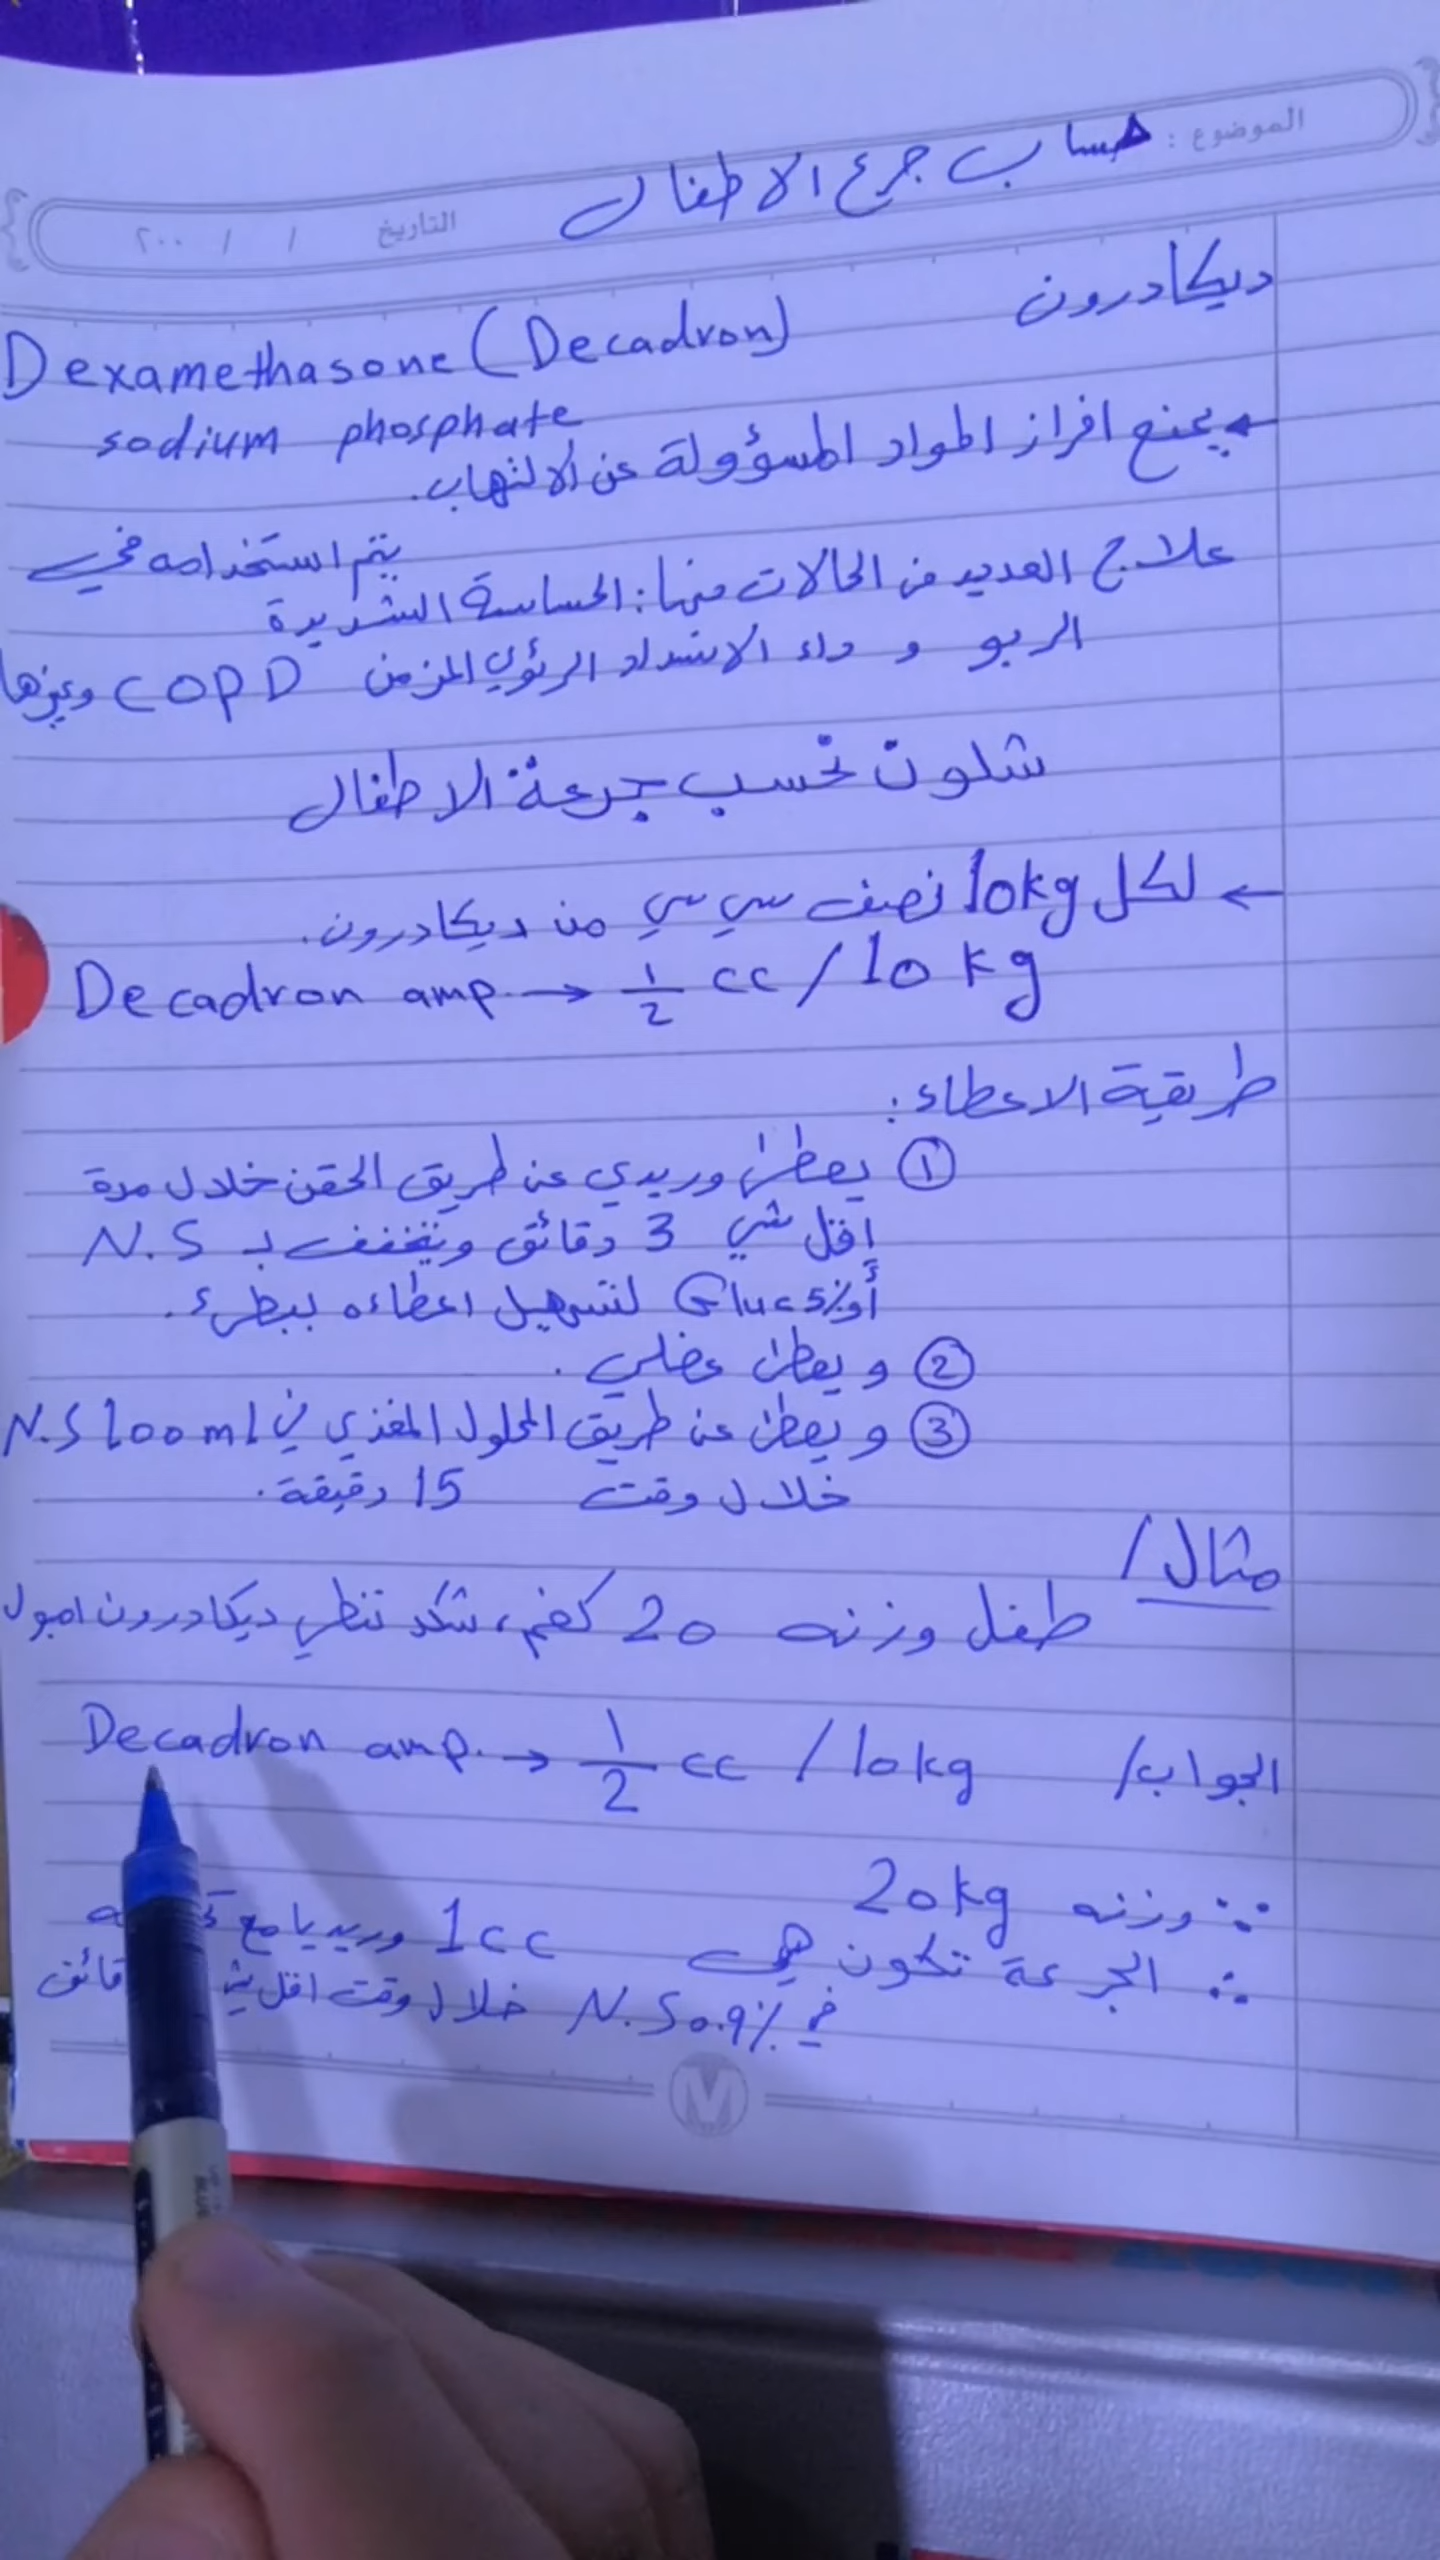 الموضوع : حساب جرع الاطفال
التاريخ / / ٢٠٠
ديكادرون
Dexamethasone (Decadron)
sodium phosphate
يمنع افراز المواد المسؤولة عن الالتهاب.
يتم استخدامه في
علاج العديد من الحالات منها: الحساسية الشديدة
الربو و داء الانسداد الرئوي المزمن COPD وغيرها
شلون نحسب جرعة الاطفال
← لكل 10kg نصف سي سي من ديكادرون.
Decadron amp. → 1/2 cc / 10 kg
طريقة الاعطاء:
① يعطى وريدي عن طريق الحقن خلال مدة
اقل شي 3 دقائق ويخفف بـ N.S
أو Gluc 5% لتسهيل اعطاءه ببطيء.
② و يعطى عضلي.
③ و يعطى عن طريق المحلول المغذي في N.S 100 ml
خلال وقت 15 دقيقة.
مثال/
طفل وزنه 20 كغم، شكد ننطي ديكادرون امبول
الجواب/ Decadron amp. → 1/2 cc / 10kg
∵ وزنه 20kg
∴ الجرعة تكون هي 1cc وريديا مع
في N.S 0.9% خلال وقت اقل
M